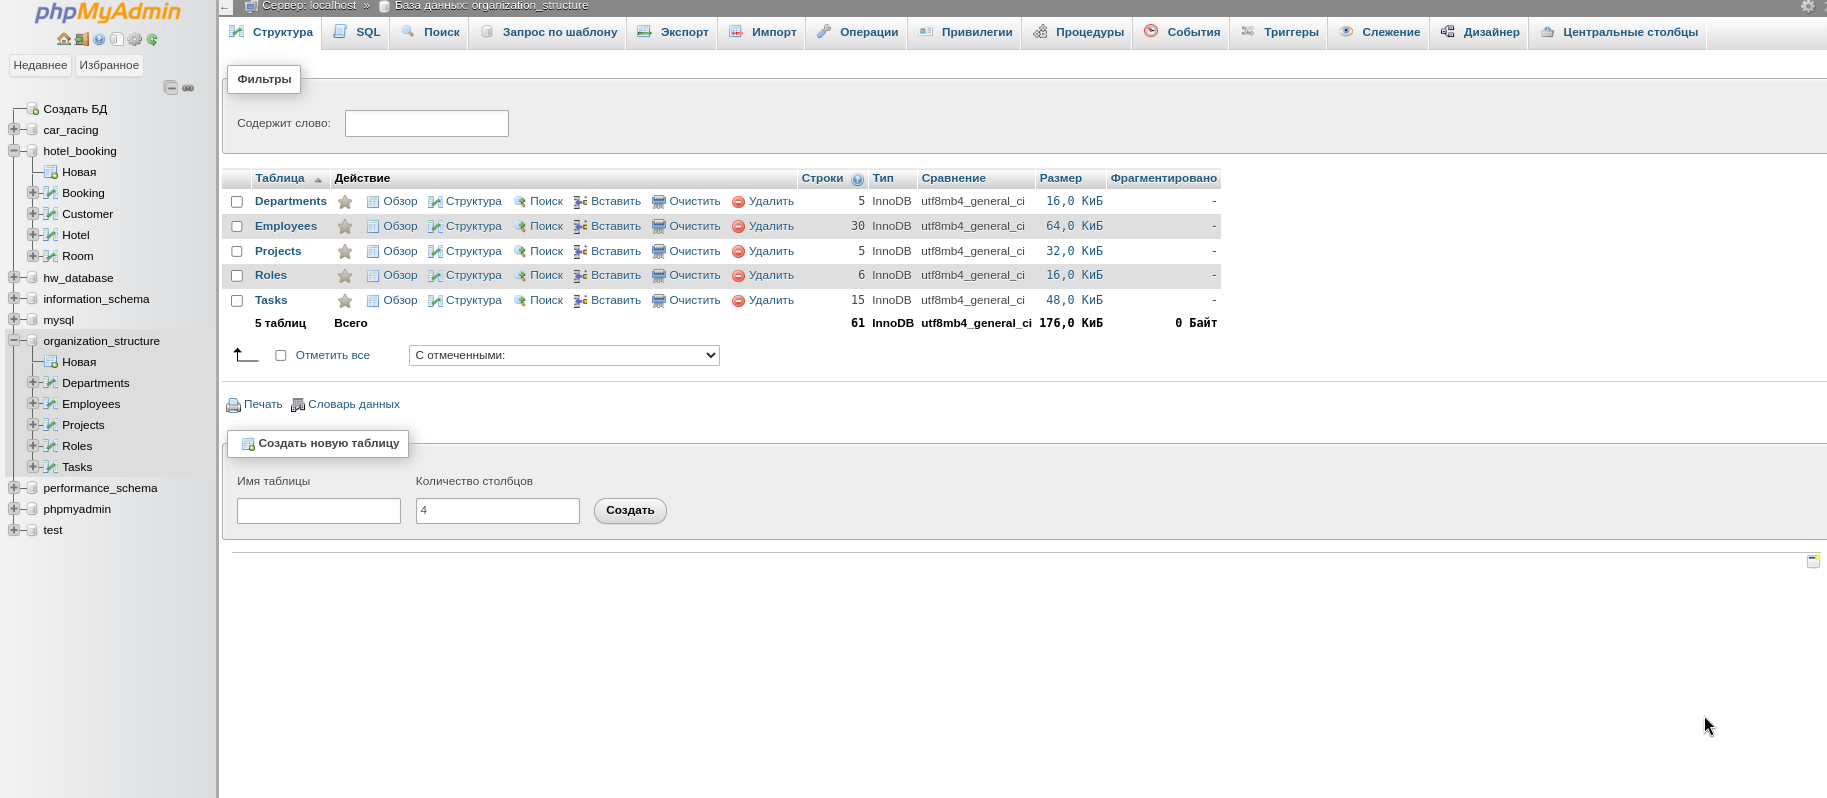 phpMyAdmin
Недавнее Избранное
Создать БД
car_racing
hotel_booking
Новая
Booking
Customer
Hotel
Room
hw_database
information_schema
mysql
organization_structure
Новая
Departments
Employees
Projects
Roles
Tasks
performance_schema
phpmyadmin
test
← Сервер: localhost » База данных: organization_structure
Структура SQL Поиск Запрос по шаблону Экспорт Импорт Операции Привилегии Процедуры События Триггеры Слежение Дизайнер Центральные столбцы
Фильтры
Содержит слово:
Таблица Действие Строки Тип Сравнение Размер Фрагментировано
Departments Обзор Структура Поиск Вставить Очистить Удалить 5 InnoDB utf8mb4_general_ci 16,0 КиБ -
Employees Обзор Структура Поиск Вставить Очистить Удалить 30 InnoDB utf8mb4_general_ci 64,0 КиБ -
Projects Обзор Структура Поиск Вставить Очистить Удалить 5 InnoDB utf8mb4_general_ci 32,0 КиБ -
Roles Обзор Структура Поиск Вставить Очистить Удалить 6 InnoDB utf8mb4_general_ci 16,0 КиБ -
Tasks Обзор Структура Поиск Вставить Очистить Удалить 15 InnoDB utf8mb4_general_ci 48,0 КиБ -
5 таблиц Всего 61 InnoDB utf8mb4_general_ci 176,0 КиБ 0 Байт
Отметить все С отмеченными:
Печать Словарь данных
Создать новую таблицу
Имя таблицы Количество столбцов
4 Создать